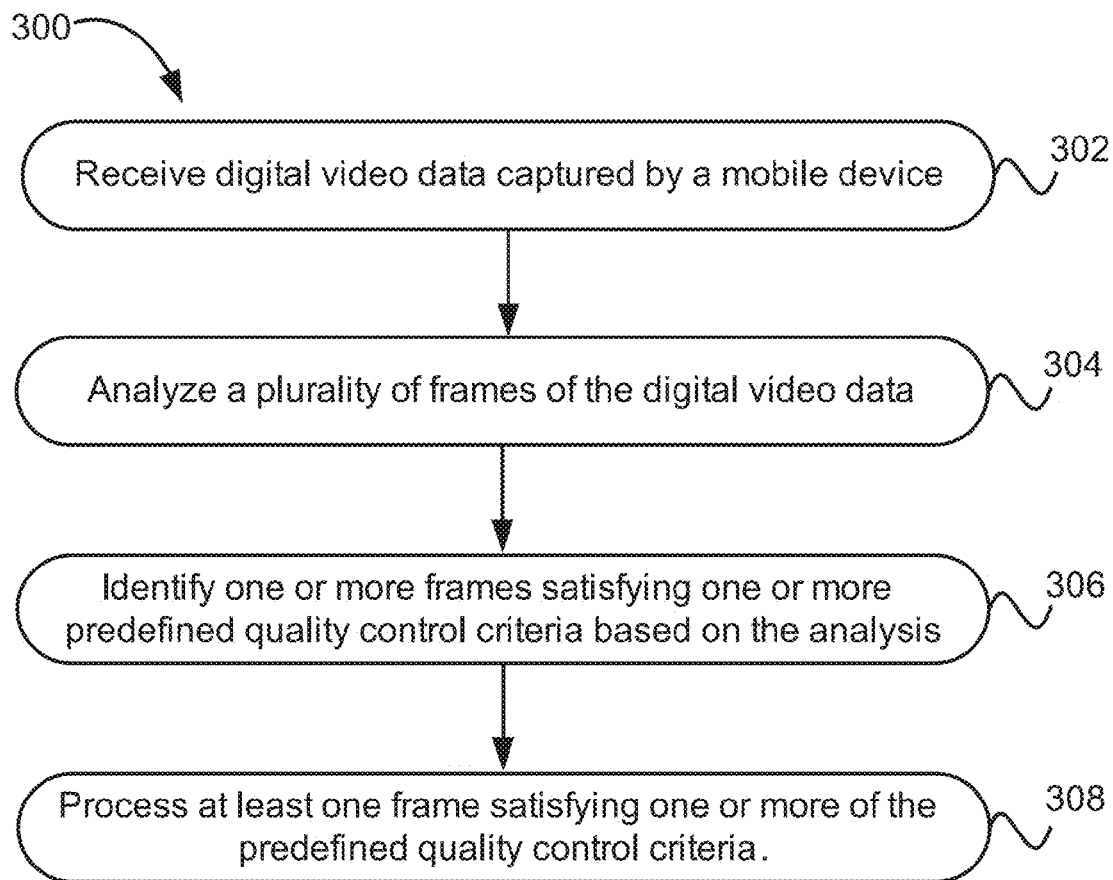 300
Receive digital video data captured by a mobile device
302
Analyze a plurality of frames of the digital video data
304
Identify one or more frames satisfying one or more
predefined quality control criteria based on the analysis
306
Process at least one frame satisfying one or more of the
predefined quality control criteria.
308